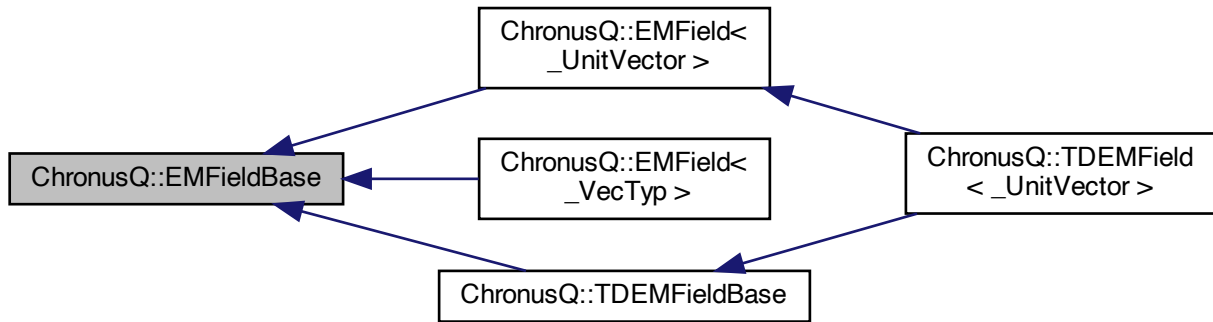 ChronusQ::EMField<
_UnitVector >
ChronusQ::EMFieldBase
ChronusQ::EMField<
_VecTyp >
ChronusQ::TDEMField
< _UnitVector >
ChronusQ::TDEMFieldBase